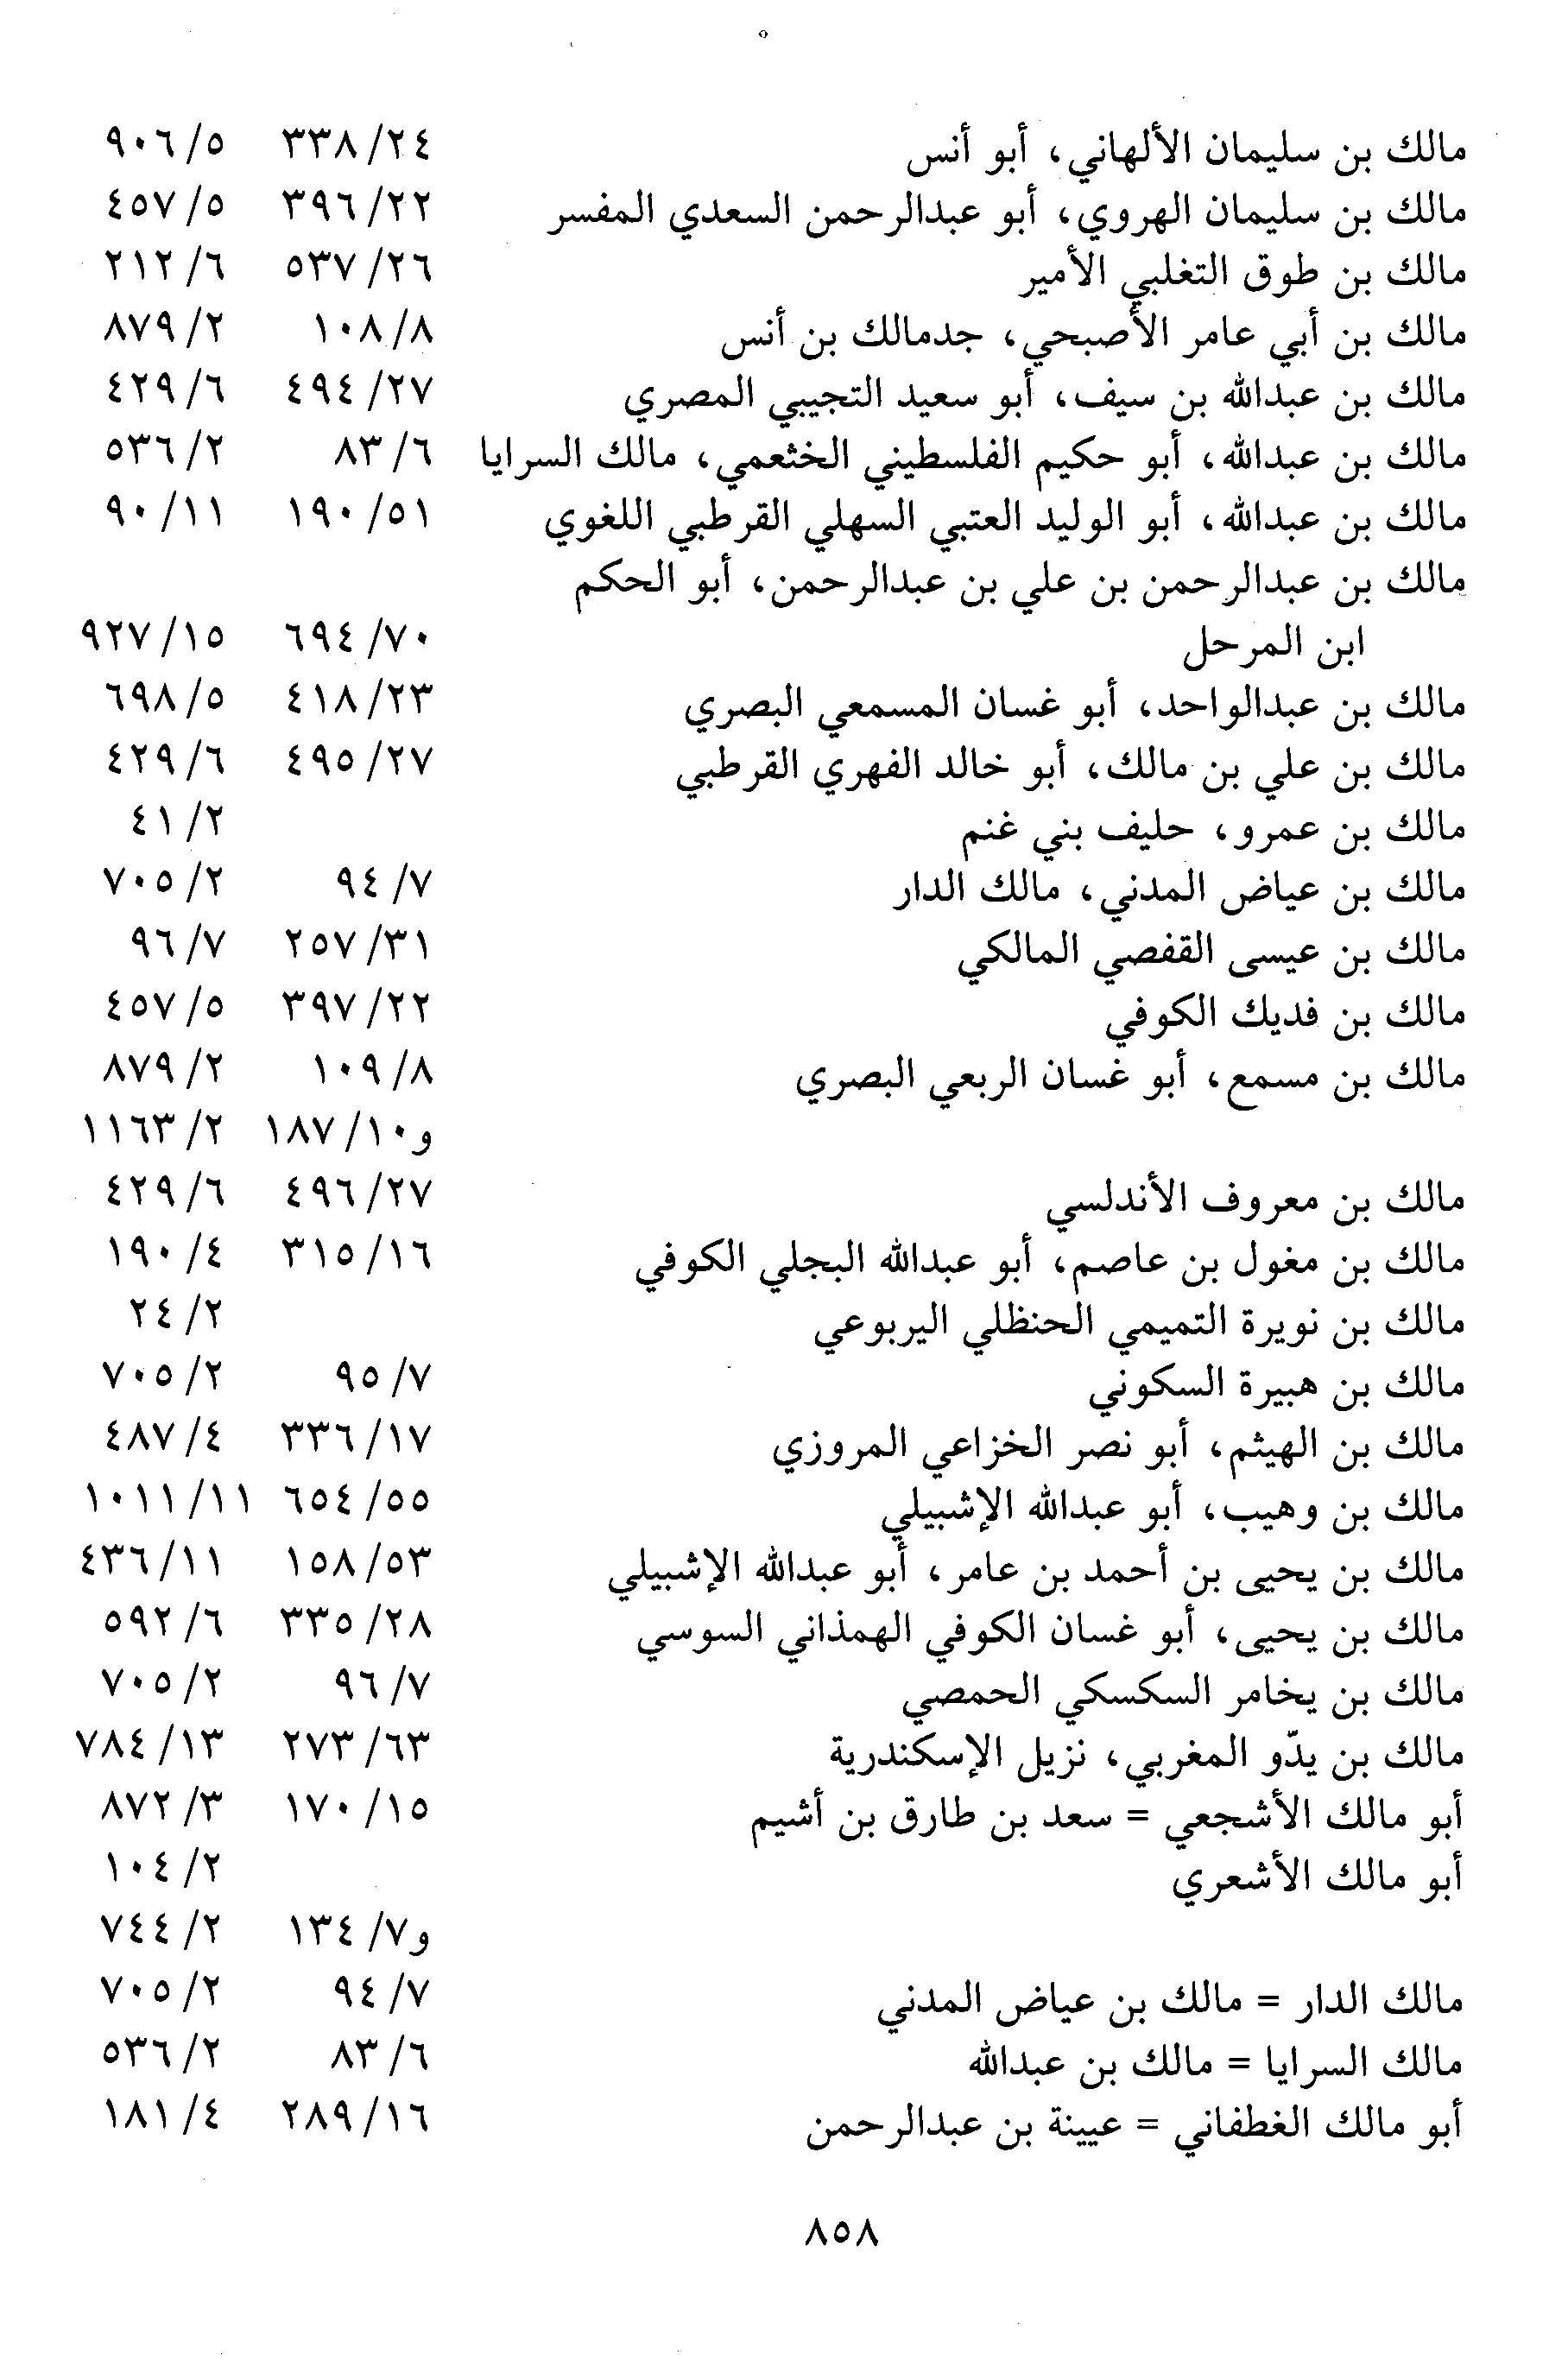 مالك بن سليمان الألهاني، أبو أنس ٢٤/ ٣٣٨ ٥/ ٩٠٦
مالك بن سليمان الهروي، أبو عبدالرحمن السعدي المفسر ٢٢/ ٣٩٦ ٥/ ٤٥٧
مالك بن طوق التغلبي الأمير ٢٦/ ٥٣٧ ٦/ ٢١٢
مالك بن أبي عامر الأصبحي، جدمالك بن أنس ٨/ ١٠٨ ٢/ ٨٧٩
مالك بن عبدالله بن سيف، أبو سعيد التجيبي المصري ٢٧/ ٤٩٤ ٦/ ٤٢٩
مالك بن عبدالله، أبو حكيم الفلسطيني الخثعمي، مالك السرايا ٦/ ٨٣ ٢/ ٥٣٦
مالك بن عبدالله، أبو الوليد العتبي السهلي القرطبي اللغوي ٥١/ ١٩٠ ١١/ ٩٠
مالك بن عبدالرحمن بن علي بن عبدالرحمن، أبو الحكم
ابن المرحل ٧٠/ ٦٩٤ ١٥/ ٩٢٧
مالك بن عبدالواحد، أبو غسان المسمعي البصري ٢٣/ ٤١٨ ٥/ ٦٩٨
مالك بن علي بن مالك، أبو خالد الفهري القرطبي ٢٧/ ٤٩٥ ٦/ ٤٢٩
مالك بن عمرو، حليف بني غنم ٢/ ٤١
مالك بن عياض المدني، مالك الدار ٧/ ٩٤ ٢/ ٧٠٥
مالك بن عيسى القفصي المالكي ٣١/ ٢٥٧ ٧/ ٩٦
مالك بن فديك الكوفي ٢٢/ ٣٩٧ ٥/ ٤٥٧
مالك بن مسمع، أبو غسان الربعي البصري ٨/ ١٠٩ ٢/ ٨٧٩
و١٠/ ١٨٧ ٢/ ١١٦٣
مالك بن معروف الأندلسي ٢٧/ ٤٩٦ ٦/ ٤٢٩
مالك بن مغول بن عاصم، أبو عبدالله البجلي الكوفي ١٦/ ٣١٥ ٤/ ١٩٠
مالك بن نويرة التميمي الحنظلي اليربوعي ٢/ ٢٤
مالك بن هبيرة السكوني ٧/ ٩٥ ٢/ ٧٠٥
مالك بن الهيثم، أبو نصر الخزاعي المروزي ١٧/ ٣٣٦ ٤/ ٤٨٧
مالك بن وهيب، أبو عبدالله الإشبيلي ٥٥/ ٦٥٤ ١١/ ١٠١١
مالك بن يحيى بن أحمد بن عامر، أبو عبدالله الإشبيلي ٥٣/ ١٥٨ ١١/ ٤٣٦
مالك بن يحيى، أبو غسان الكوفي الهمذاني السوسي ٢٨/ ٣٣٥ ٦/ ٥٩٢
مالك بن يخامر السكسكي الحمصي ٧/ ٩٦ ٢/ ٧٠٥
مالك بن يدّو المغربي، نزيل الإسكندرية ٦٣/ ٢٧٣ ١٣/ ٧٨٤
أبو مالك الأشجعي = سعد بن طارق بن أشيم ١٥/ ١٧٠ ٣/ ٨٧٢
أبو مالك الأشعري ٢/ ١٠٤
و٧/ ١٣٤ ٢/ ٧٤٤
مالك الدار = مالك بن عياض المدني ٧/ ٩٤ ٢/ ٧٠٥
مالك السرايا = مالك بن عبدالله ٦/ ٨٣ ٢/ ٥٣٦
أبو مالك الغطفاني = عيينة بن عبدالرحمن ١٦/ ٢٨٩ ٤/ ١٨١
٨٥٨